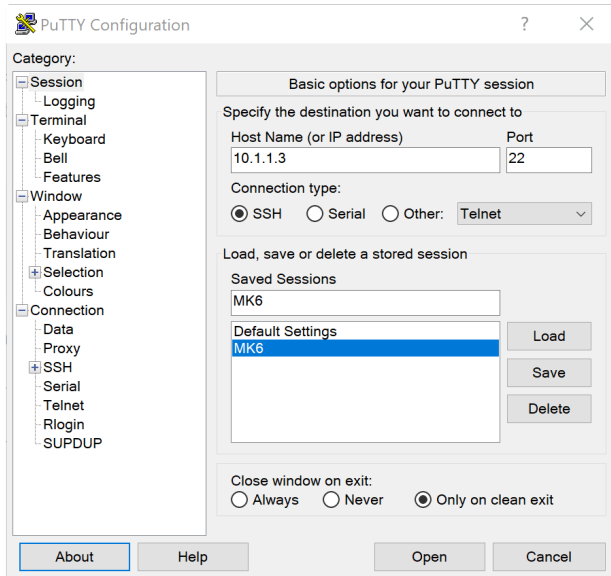 PuTTY Configuration
Category:
Session
Logging
Terminal
Keyboard
Bell
Features
Window
Appearance
Behaviour
Translation
Selection
Colours
Connection
Data
Proxy
SSH
Serial
Telnet
Rlogin
SUPDUP
Basic options for your PuTTY session
Specify the destination you want to connect to
Host Name (or IP address) Port
10.1.1.3 22
Connection type:
SSH Serial Other: Telnet
Load, save or delete a stored session
Saved Sessions
MK6
Default Settings
MK6
Load
Save
Delete
Close window on exit:
Always Never Only on clean exit
About Help Open Cancel